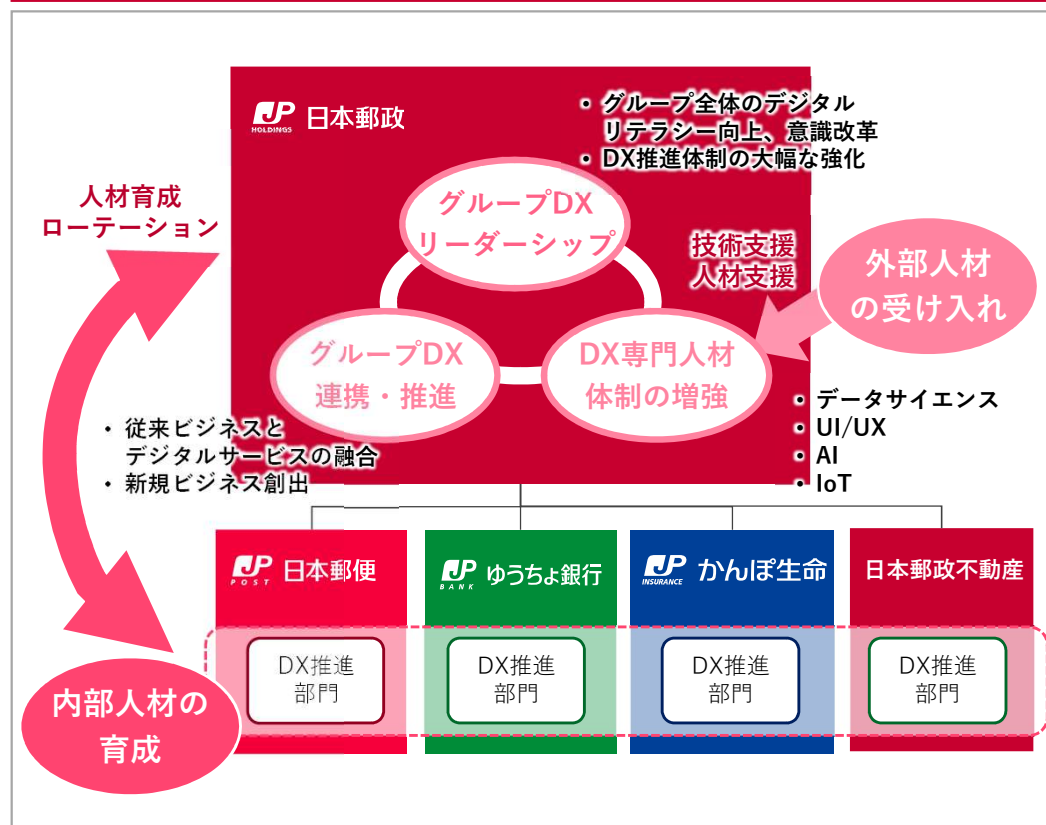 JP
HOLDINGS
日本郵政
・グループ全体のデジタル
リテラシー向上、意識改革
・DX推進体制の大幅な強化
人材育成
ローテーション
グループDX
リーダーシップ
技術支援
人材支援
外部人材
の受け入れ
グループDX
連携・推進
DX専門人材
体制の増強
・従来ビジネスと
デジタルサービスの融合
・新規ビジネス創出
・データサイエンス
・UI/UX
・AI
・IoT
JP
POST
日本郵便
JP
BANK
ゆうちょ銀行
JP
INSURANCE
かんぽ生命
日本郵政不動産
DX推進
部門
DX推進
部門
DX推進
部門
DX推進
部門
内部人材の
育成